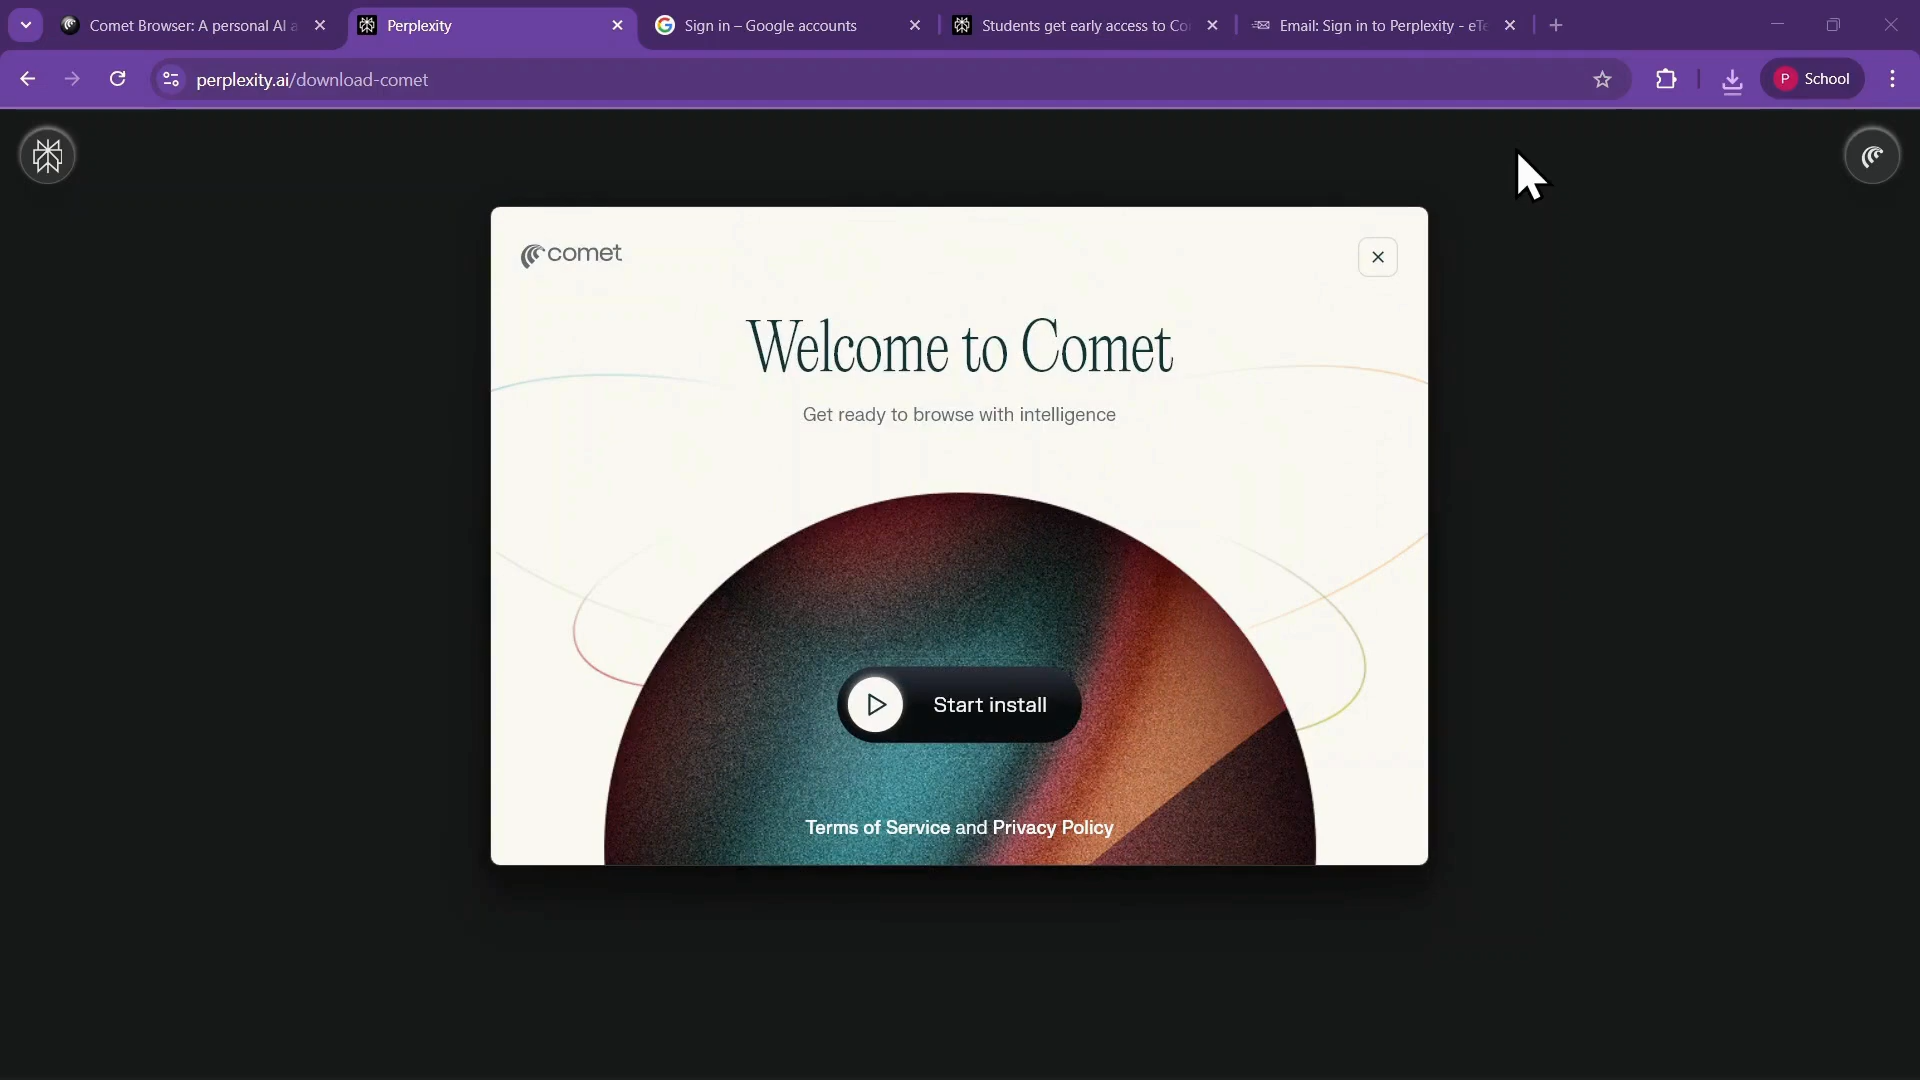 Comet Browser: A personal AI a
Perplexity
Sign in – Google accounts
Students get early access to Co
Email: Sign in to Perplexity - eTe
perplexity.ai/download-comet
P
School
comet
Welcome to Comet
Get ready to browse with intelligence
Start install
Terms of Service and Privacy Policy